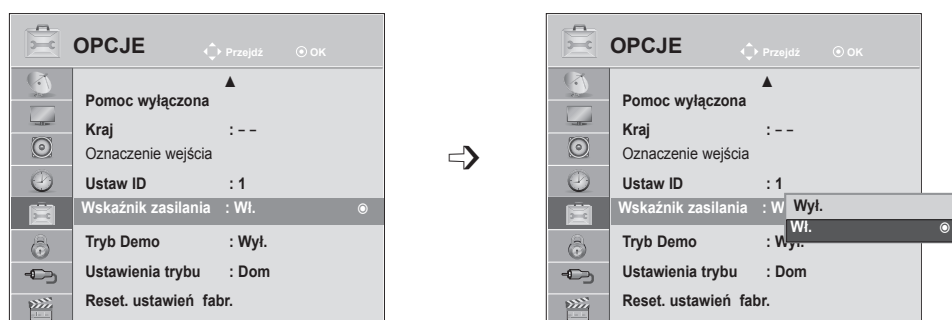 OPCJE Przejdź OK
Pomoc wyłączona
Kraj : – –
Oznaczenie wejścia
Ustaw ID : 1
Wskaźnik zasilania : Wł.
Tryb Demo : Wył.
Ustawienia trybu : Dom
Reset. ustawień fabr.
OPCJE Przejdź OK
Pomoc wyłączona
Kraj : – –
Oznaczenie wejścia
Ustaw ID : 1
Wskaźnik zasilania : W
Wył.
Wł.
Tryb Demo : Wył.
Ustawienia trybu : Dom
Reset. ustawień fabr.